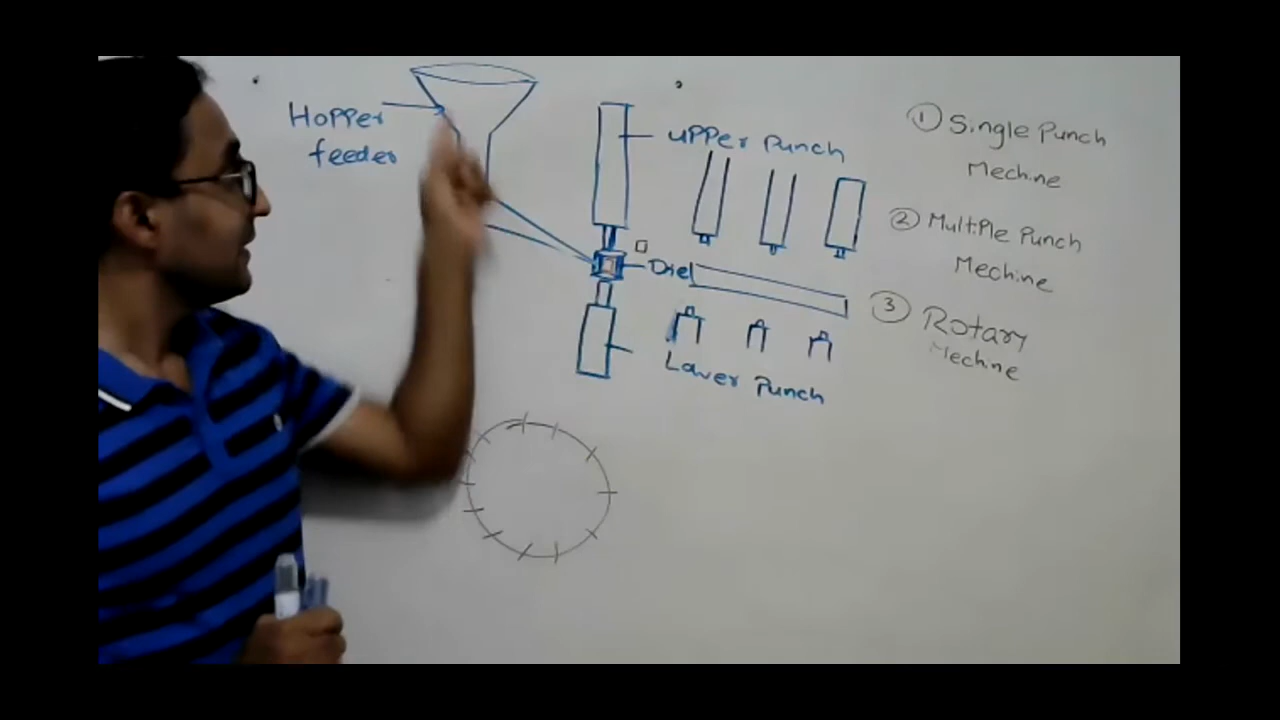 Hopper
feeder
UPPer Punch
Die
Lower Punch
① Single Punch
Mechine
② Multiple Punch
Mechine
③ Rotary
Mechine